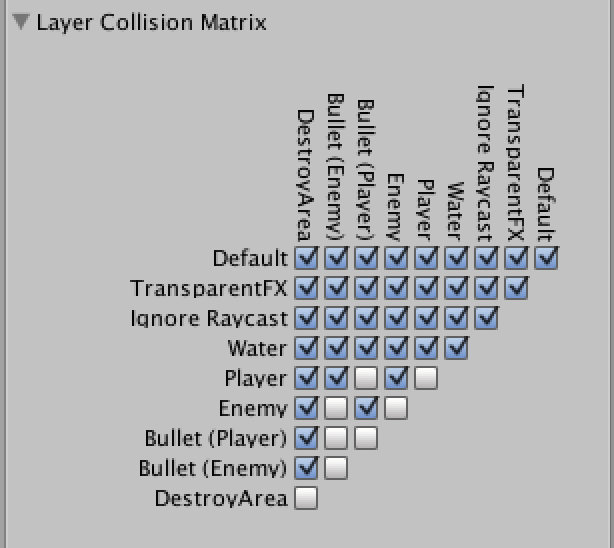 Layer Collision Matrix
DestroyArea
Bullet (Enemy)
Bullet (Player)
Enemy
Player
Water
Ignore Raycast
TransparentFX
Default
Default
TransparentFX
Ignore Raycast
Water
Player
Enemy
Bullet (Player)
Bullet (Enemy)
DestroyArea